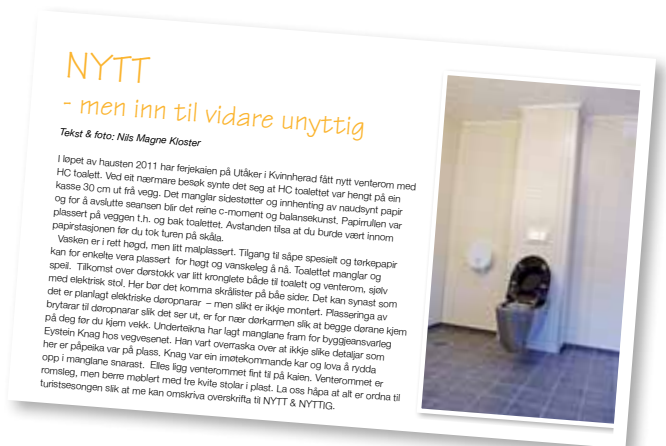 NYTT
- men inn til vidare unyttig
Tekst & foto: Nils Magne Kloster
I løpet av hausten 2011 har ferjekaien på Utåker i Kvinnherad fått nytt venterom med
HC toalett. Ved eit nærmare besøk synte det seg at HC toalettet var hengt på ein
kasse 30 cm ut frå vegg. Det manglar sidestøtter og innhenting av naudsynt papir
og for å avslutte seansen blir det reine c-moment og balansekunst. Papirrullen var
plassert på veggen t.h. og bak toalettet. Avstanden tilsa at du burde vært innom
papirstasjonen før du tok turen på skåla.
Vasken er i rett høgd, men litt malplassert. Tilgang til såpe spesielt og tørkepapir
kan for enkelte vera plassert for høgt og vanskeleg å nå. Toalettet manglar og
speil. Tilkomst over dørstokk var litt kronglete både til toalett og venterom, sjølv
med elektrisk stol. Her bør det komma skrålister på båe sider. Det kan synast som
det er planlagt elektriske døropnarar – men slikt er ikkje montert. Plasseringa av
brytarar til døropnarar slik det ser ut, er for nær dørkarmen slik at begge dørane kjem
på deg før du kjem vekk. Underteikna har lagt manglane fram for byggjeansvarleg
Eystein Knag hos vegvesenet. Han vart overraska over at ikkje slike detaljar som
her er påpeika var på plass. Knag var ein imøtekommande kar og lova å rydda
opp i manglane snarast. Elles ligg venterommet fint til på kaien. Venterommet er
romsleg, men berre møblert med tre kvite stolar i plast. La oss håpa at alt er ordna til
turistsesongen slik at me kan omskriva overskrifta til NYTT & NYTTIG.